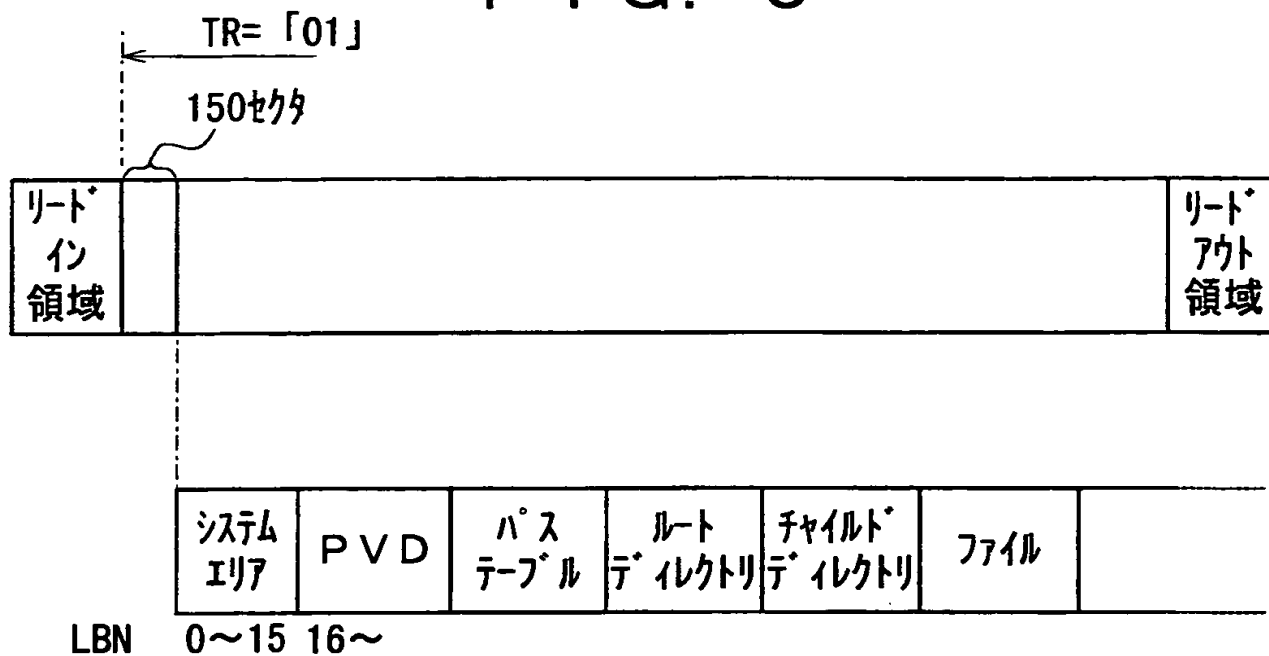 TR=「01」
150セクタ
リード
イン
領域
リード
アウト
領域
システム
エリア
PVD
パス
テーブル
ルート
ディレクトリ
チャイルド
ディレクトリ
ファイル
LBN 0～15 16～